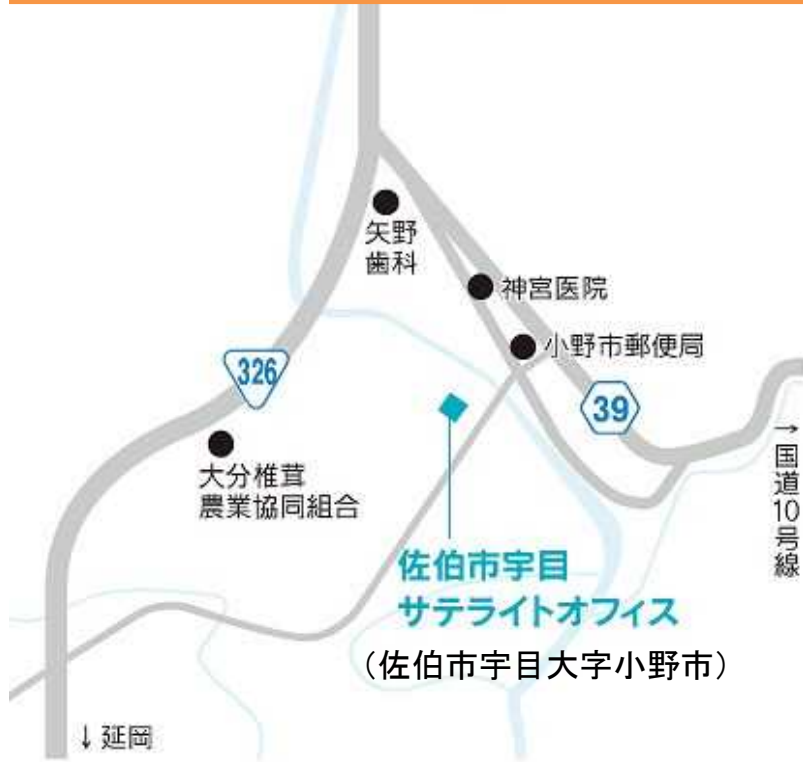 矢野
歯科
神宮医院
小野市郵便局
326
39
大分椎茸
農業協同組合
→国道10号線
佐伯市宇目
サテライトオフィス
（佐伯市宇目大字小野市）
↓延岡